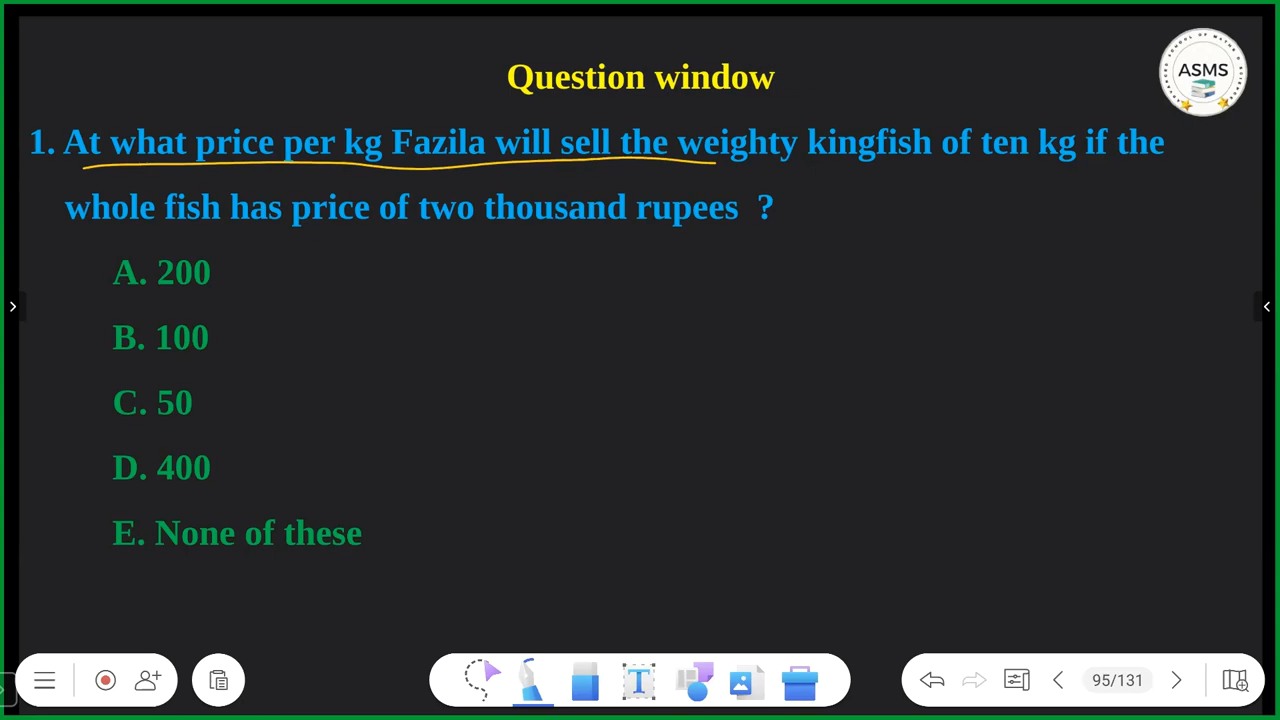 Question window
ASMS
1. At what price per kg Fazila will sell the weighty kingfish of ten kg if the
whole fish has price of two thousand rupees ?
A. 200
B. 100
C. 50
D. 400
E. None of these
95/131